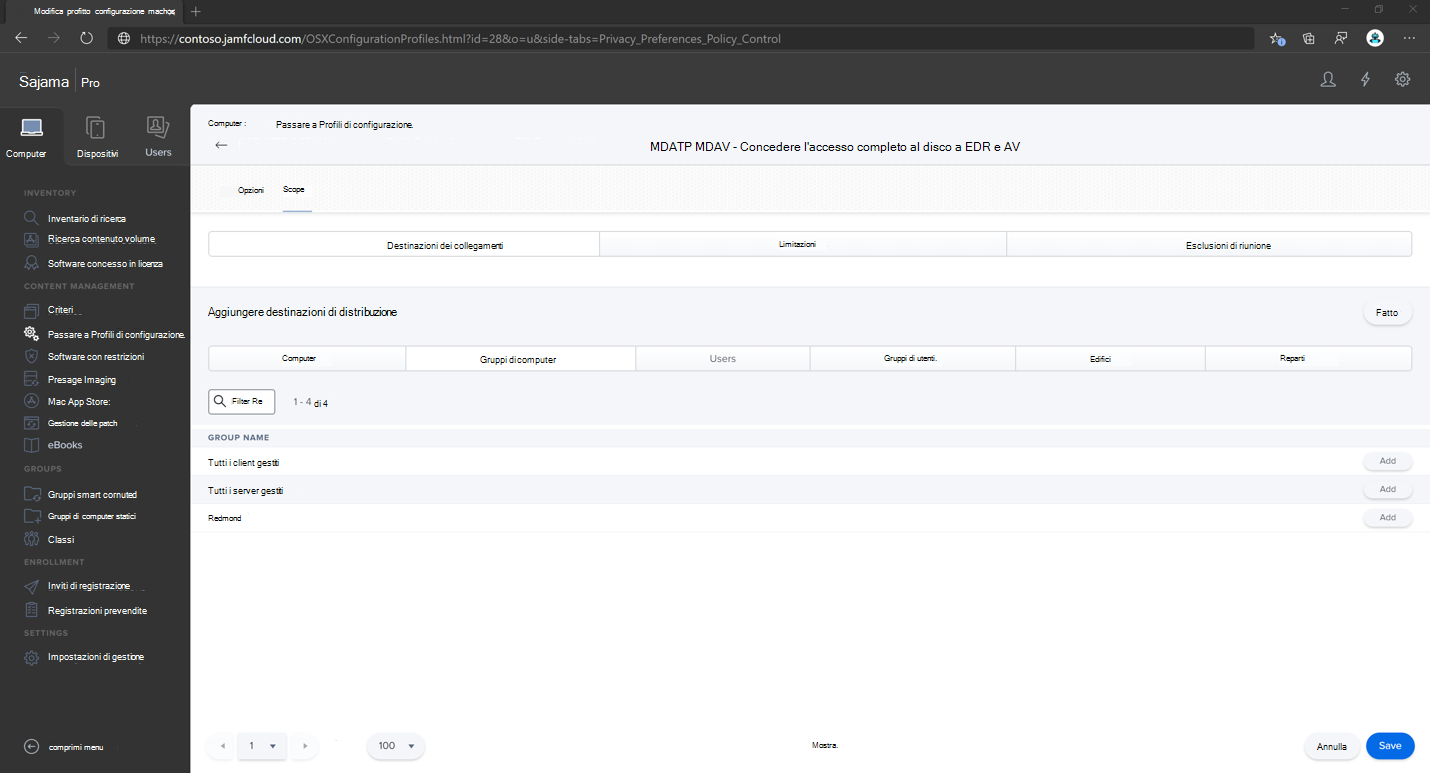 Modifica profitto configurazione machos
https://contoso.jamfcloud.com/OSXConfigurationProfiles.html?id=28&o=u&side-tabs=Privacy_Preferences_Policy_Control
Sajama Pro
Computer
Dispositivi
Users
Computer :
Passare a Profili di configurazione.
MDATP MDAV - Concedere l'accesso completo al disco a EDR e AV
Opzioni
Scope
INVENTORY
Inventario di ricerca
Ricerca contenuto volume
Software concesso in licenza
CONTENT MANAGEMENT
Criteri
Passare a Profili di configurazione.
Software con restrizioni
Presage Imaging
Mac App Store:
Gestione delle patch
eBooks
GROUPS
Gruppi smart cornuted
Gruppi di computer statici
Classi
ENROLLMENT
Inviti di registrazione
Registrazioni prevendite
SETTINGS
Impostazioni di gestione
comprimi menu
Destinazioni dei collegamenti
Limitazioni
Esclusioni di riunione
Aggiungere destinazioni di distribuzione
Fatto
Computer
Gruppi di computer
Users
Gruppi di utenti.
Edifici
Reparti
Filter Re
1 - 4 di 4
GROUP NAME
Tutti i client gestiti
Add
Tutti i server gestiti
Add
Redmond
Add
1
100
Mostra.
Annulla
Save